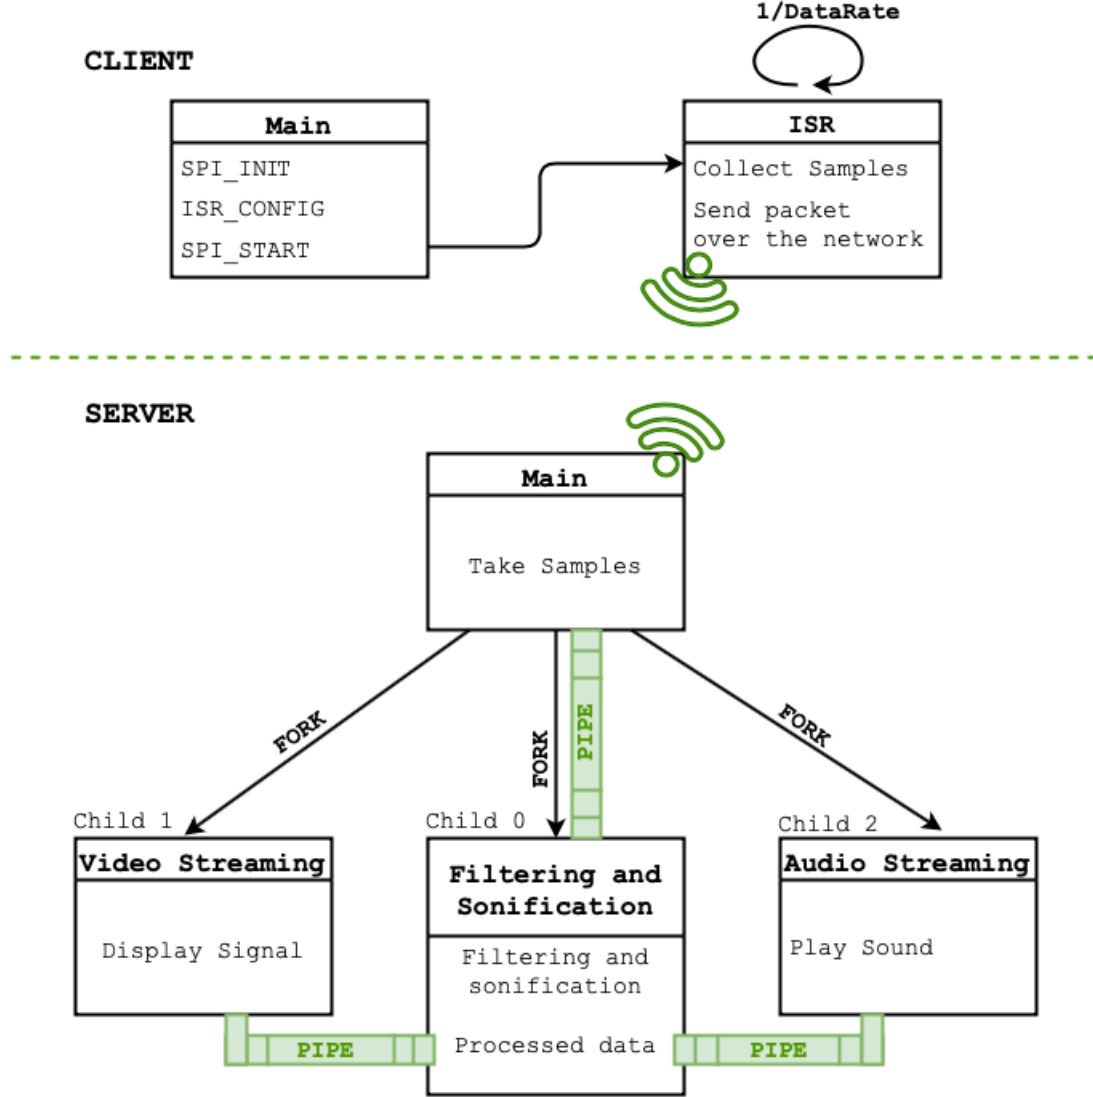 1/DataRate
CLIENT
Main
SPI_INIT
ISR_CONFIG
SPI_START
ISR
Collect Samples
Send packet
over the network
SERVER
Main
Take Samples
FORK
FORK
PIPE
FORK
Child 1
Video Streaming
Display Signal
Child 0
Filtering and
Sonification
Filtering and
sonification
Processed data
Child 2
Audio Streaming
Play Sound
PIPE
PIPE